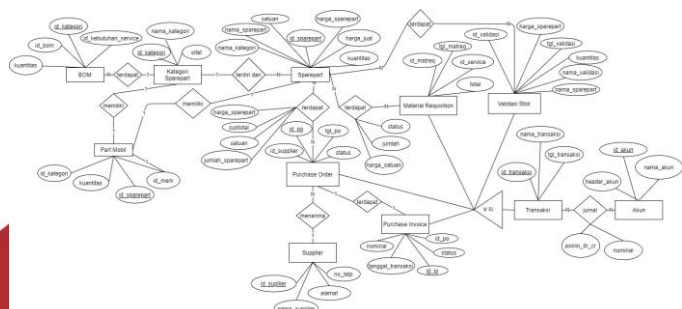 id_kategori
id_bom
id_kebutuhan_service
kuantitas
BOM
N
terdapat
nama_kategori
id_kategori
sifat
Kategori
Sparepart
terdiri dari
satuan
harga_sparepart
nama_sparepart
id_sparepart
harga_jual
nama_kategori
kuantitas
Sparepart
N
terdapat
tgl_matreq
id_matreq
id_service
total
Material Requisition
id_validasi
harga_sparepart
tgl_validasi
kuantitas
nama_validasi
nama_sparepart
Validasi Stok
memiliki
memiliki
Part Mobil
id_kategori
kuantitas
id_sparepart
id_merk
harga_sparepart
subtotal
satuan
jumlah_sparepart
terdapat
N
terdapat
status
jumlah
harga_satuan
id_po
tgl_po
id_supplier
status
Purchase Order
N
menerima
Supplier
id_supplier
no_telp
alamat
nama_supplier
terdapat
Purchase Invoice
nominal
id_po
status
tanggal_transaksi
id_pi
nama_transaksi
tgl_transaksi
id_transaksi
Transaksi
N
jurnal
N
posisi_dr_cr
nominal
id_akun
header_akun
nama_akun
Akun